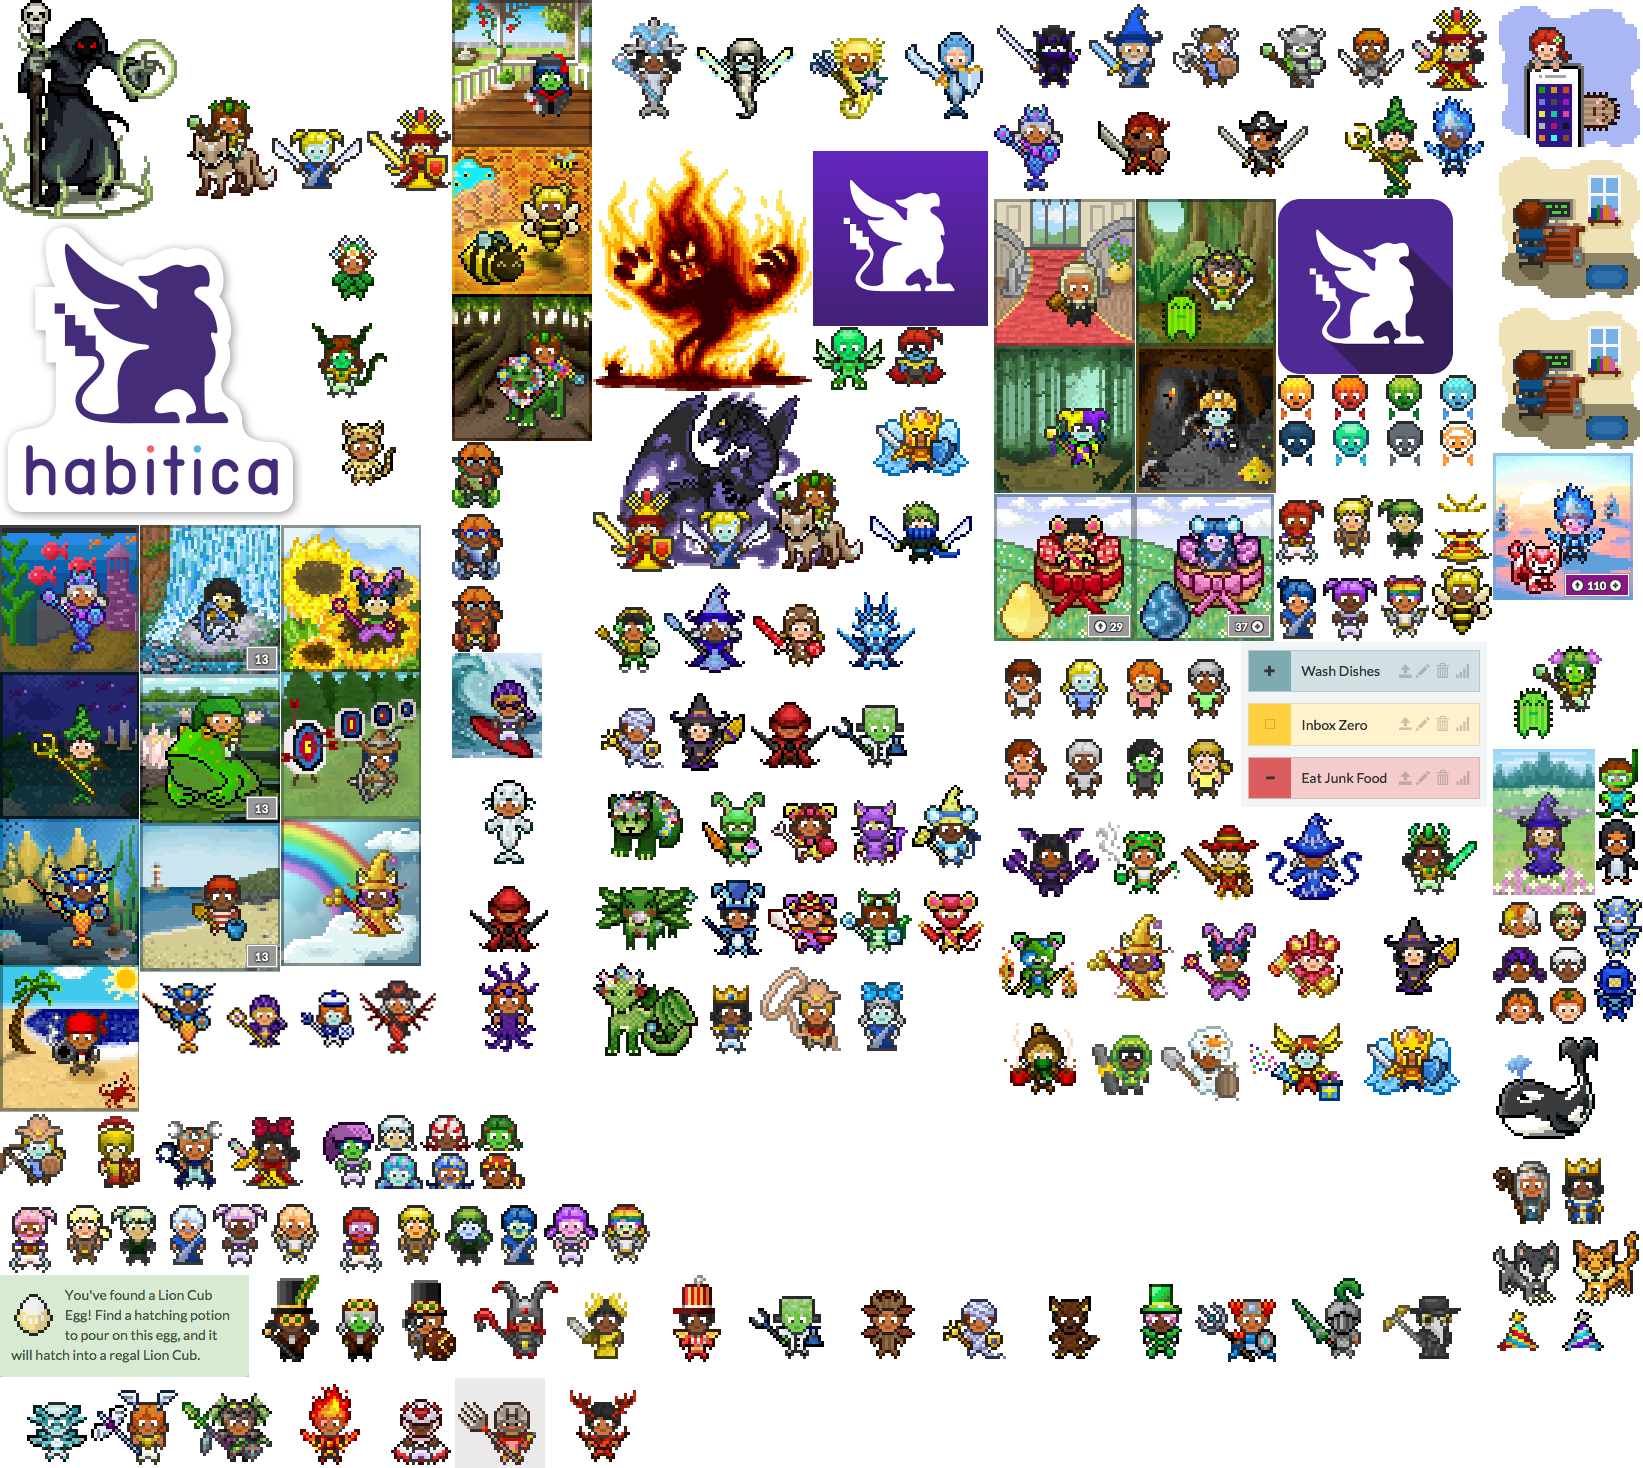 habitica
13
13
13
29
37
110
Wash Dishes
Inbox Zero
Eat Junk Food
You've found a Lion Cub
Egg! Find a hatching potion
to pour on this egg, and it
will hatch into a regal Lion Cub.